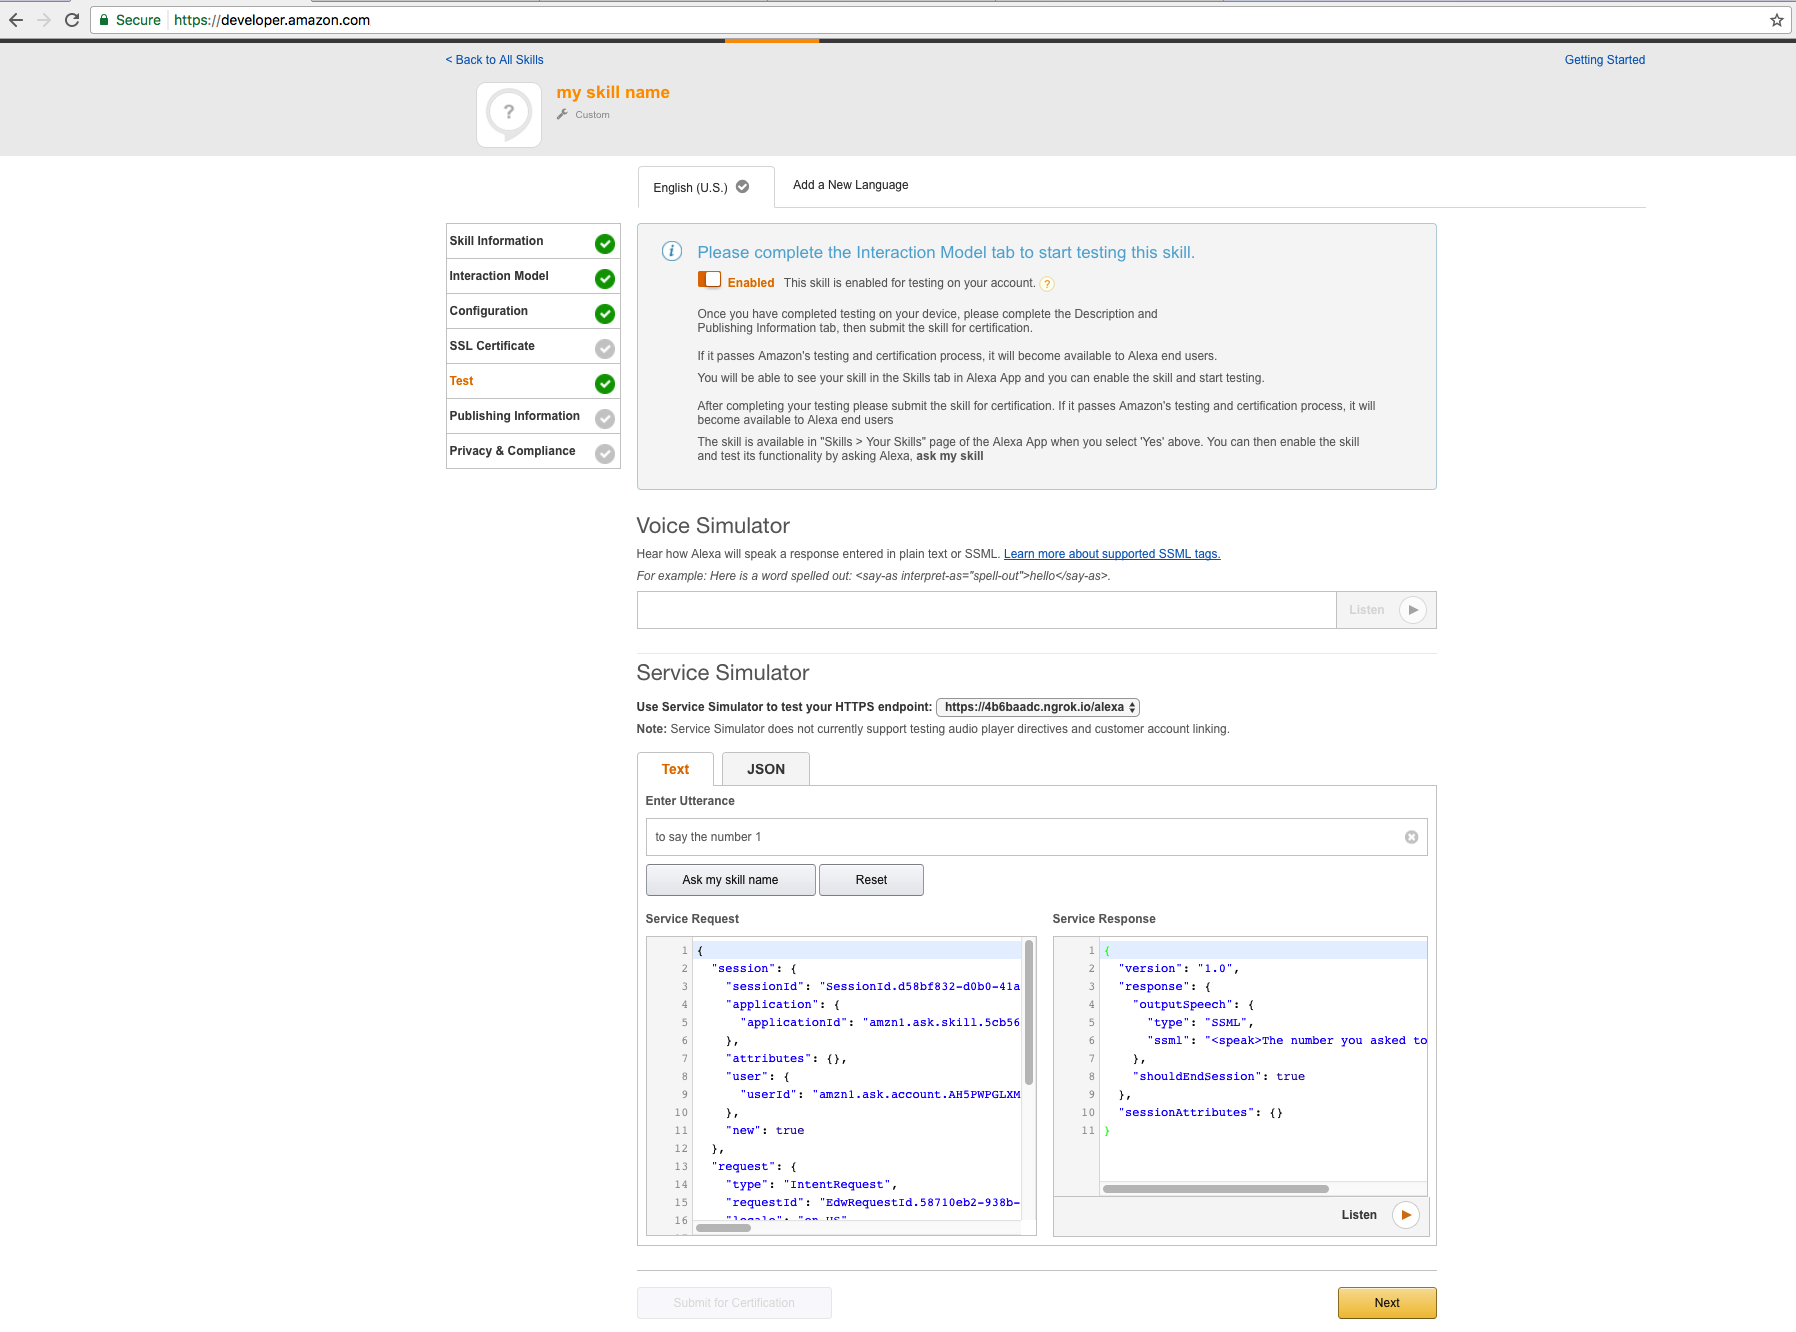 Secure https://developer.amazon.com
< Back to All Skills
Getting Started
?
my skill name
Custom
English (U.S.)
Add a New Language
Skill Information
Interaction Model
Configuration
SSL Certificate
Test
Publishing Information
Privacy & Compliance
i Please complete the Interaction Model tab to start testing this skill.
Enabled This skill is enabled for testing on your account. ?
Once you have completed testing on your device, please complete the Description and
Publishing Information tab, then submit the skill for certification.
If it passes Amazon's testing and certification process, it will become available to Alexa end users.
You will be able to see your skill in the Skills tab in Alexa App and you can enable the skill and start testing.
After completing your testing please submit the skill for certification. If it passes Amazon's testing and certification process, it will
become available to Alexa end users
The skill is available in "Skills > Your Skills" page of the Alexa App when you select 'Yes' above. You can then enable the skill
and test its functionality by asking Alexa, ask my skill
Voice Simulator
Hear how Alexa will speak a response entered in plain text or SSML. Learn more about supported SSML tags.
For example: Here is a word spelled out: <say-as interpret-as="spell-out">hello</say-as>.
Listen
Service Simulator
Use Service Simulator to test your HTTPS endpoint: https://4b6baadc.ngrok.io/alexa
Note: Service Simulator does not currently support testing audio player directives and customer account linking.
Text
JSON
Enter Utterance
to say the number 1
Ask my skill name
Reset
Service Request
1 {
2 "session": {
3 "sessionId": "SessionId.d58bf832-d0b0-41a
4 "application": {
5 "applicationId": "amzn1.ask.skill.5cb56
6 },
7 "attributes": {},
8 "user": {
9 "userId": "amzn1.ask.account.AH5PWPGLXM
10 },
11 "new": true
12 },
13 "request": {
14 "type": "IntentRequest",
15 "requestId": "EdwRequestId.58710eb2-938b-
16 "locale": "en-US"
Service Response
1 {
2 "version": "1.0",
3 "response": {
4 "outputSpeech": {
5 "type": "SSML",
6 "ssml": "<speak>The number you asked to
7 },
8 "shouldEndSession": true
9 },
10 "sessionAttributes": {}
11 }
Listen
Submit for Certification
Next